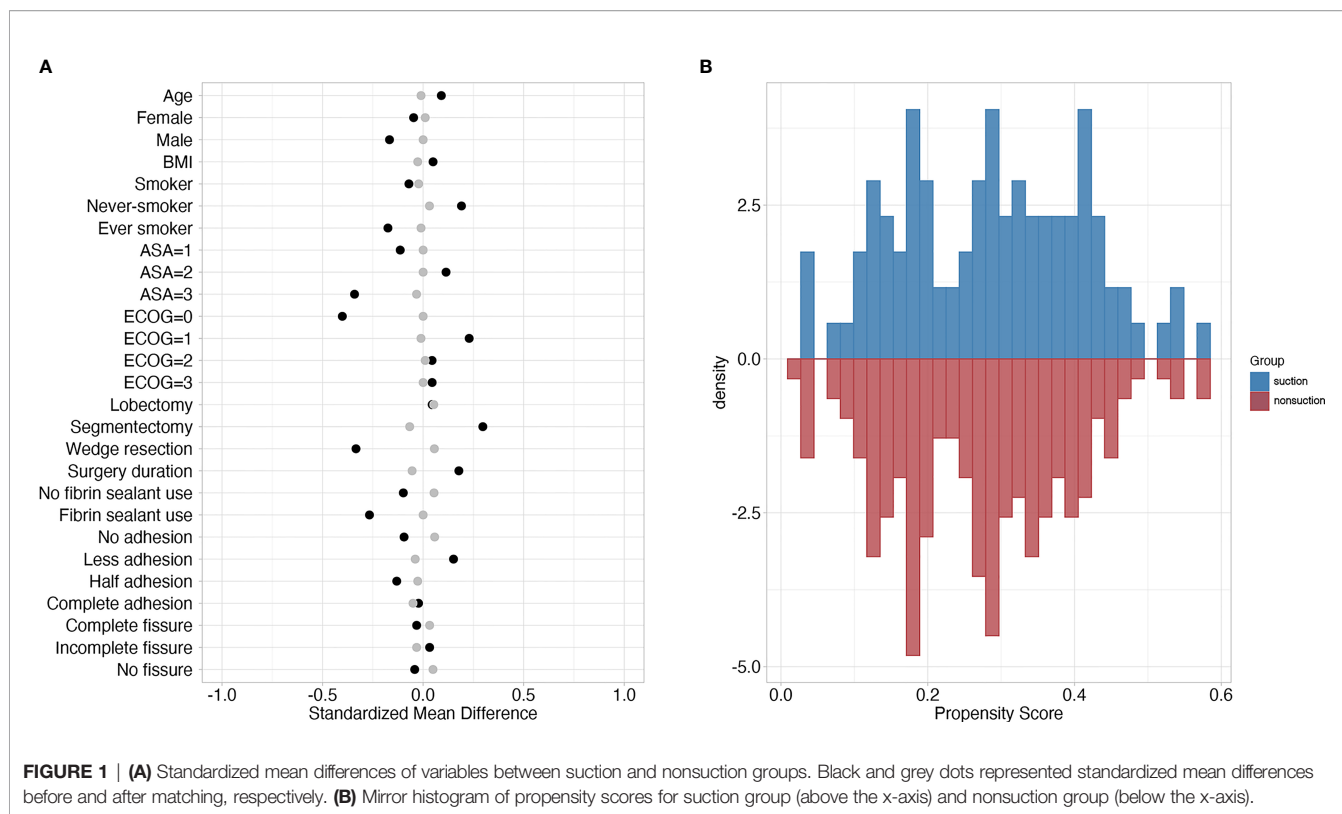 A
Age
Female
Male
BMI
Smoker
Never-smoker
Ever smoker
ASA=1
ASA=2
ASA=3
ECOG=0
ECOG=1
ECOG=2
ECOG=3
Lobectomy
Segmentectomy
Wedge resection
Surgery duration
No fibrin sealant use
Fibrin sealant use
No adhesion
Less adhesion
Half adhesion
Complete adhesion
Complete fissure
Incomplete fissure
No fissure
-1.0 -0.5 0.0 0.5 1.0
Standardized Mean Difference
B
density
2.5
0.0
-2.5
-5.0
0.0 0.2 0.4 0.6
Propensity Score
Group
suction
nonsuction
FIGURE 1 | (A) Standardized mean differences of variables between suction and nonsuction groups. Black and grey dots represented standardized mean differences
before and after matching, respectively. (B) Mirror histogram of propensity scores for suction group (above the x-axis) and nonsuction group (below the x-axis).